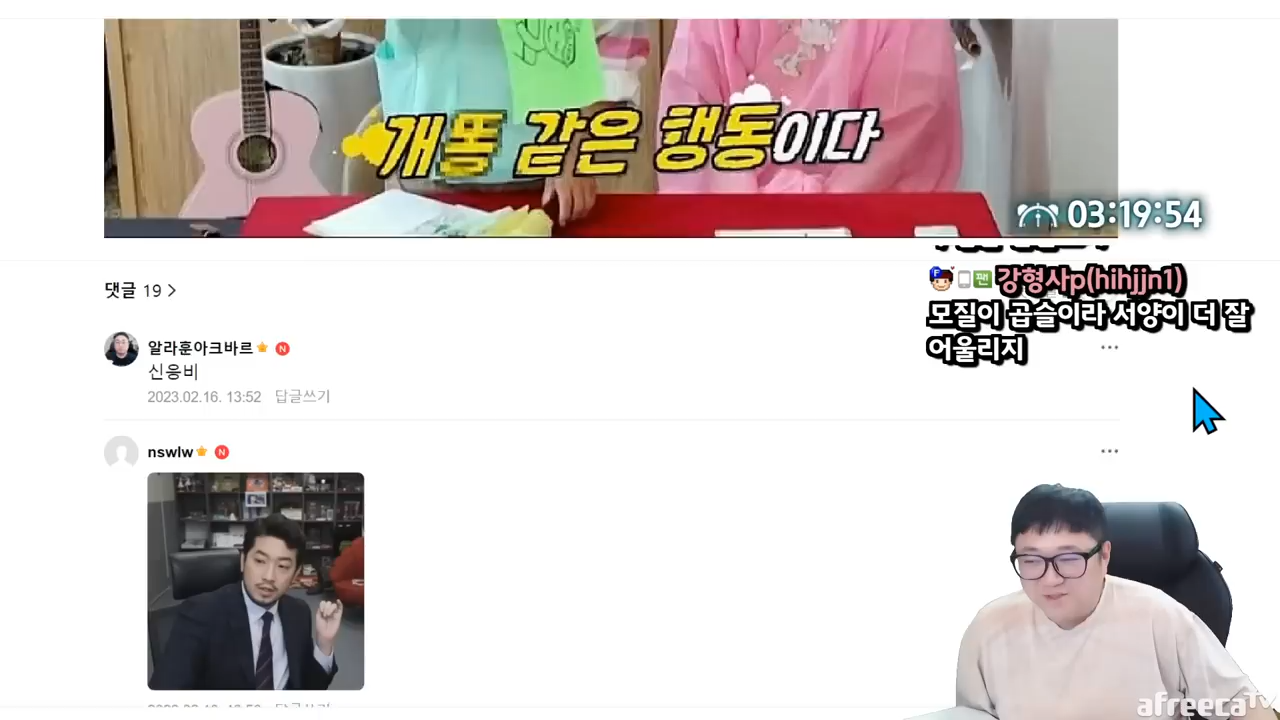 개똥 같은 행동이다
03:19:54
F 팬 강형사p(hihjjn1)
모질이 곱슬이라 서양이 더 잘
어울리지
댓글 19
알라훈아크바르 N
신응비
2023.02.16. 13:52 답글쓰기
nswlw N
afreecaTV